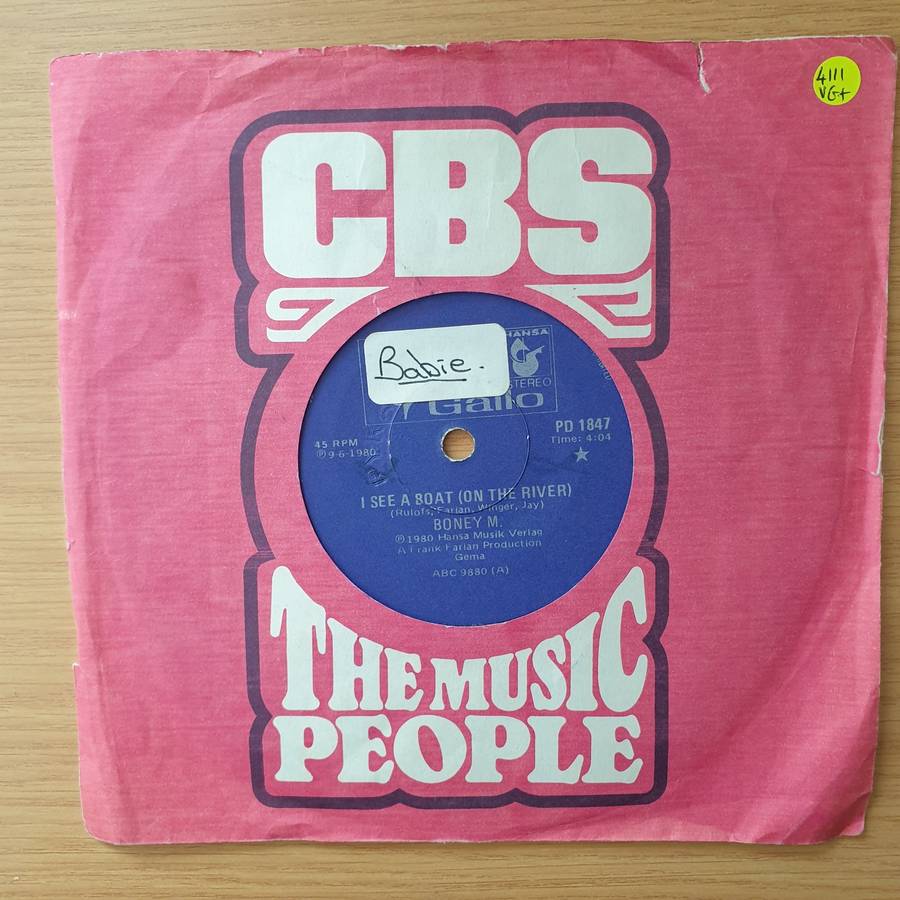 4111
VG+
CBS
HANSA
Babie.
STEREO
Gallo
PD 1847
Time: 4:04
45 RPM
℗9-6-1980
I SEE A BOAT (ON THE RIVER)
(Rulofs, Farian, Winger, Jay)
BONEY M.
℗1980 Hansa Musik Verlag
A Frank Farian Production
Gema
ABC 9880 (A)
THE MUSIC
PEOPLE